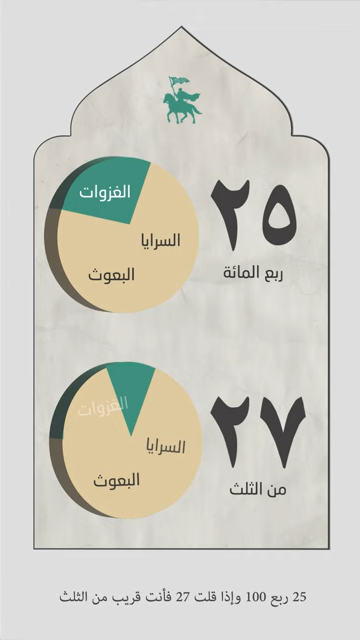 الغزوات
السرايا
البعوث
٢٥
ربع المائة
الغزوات
السرايا
البعوث
٢٧
من الثلث
25 ربع 100 وإذا قلت 27 فأنت قريب من الثلث